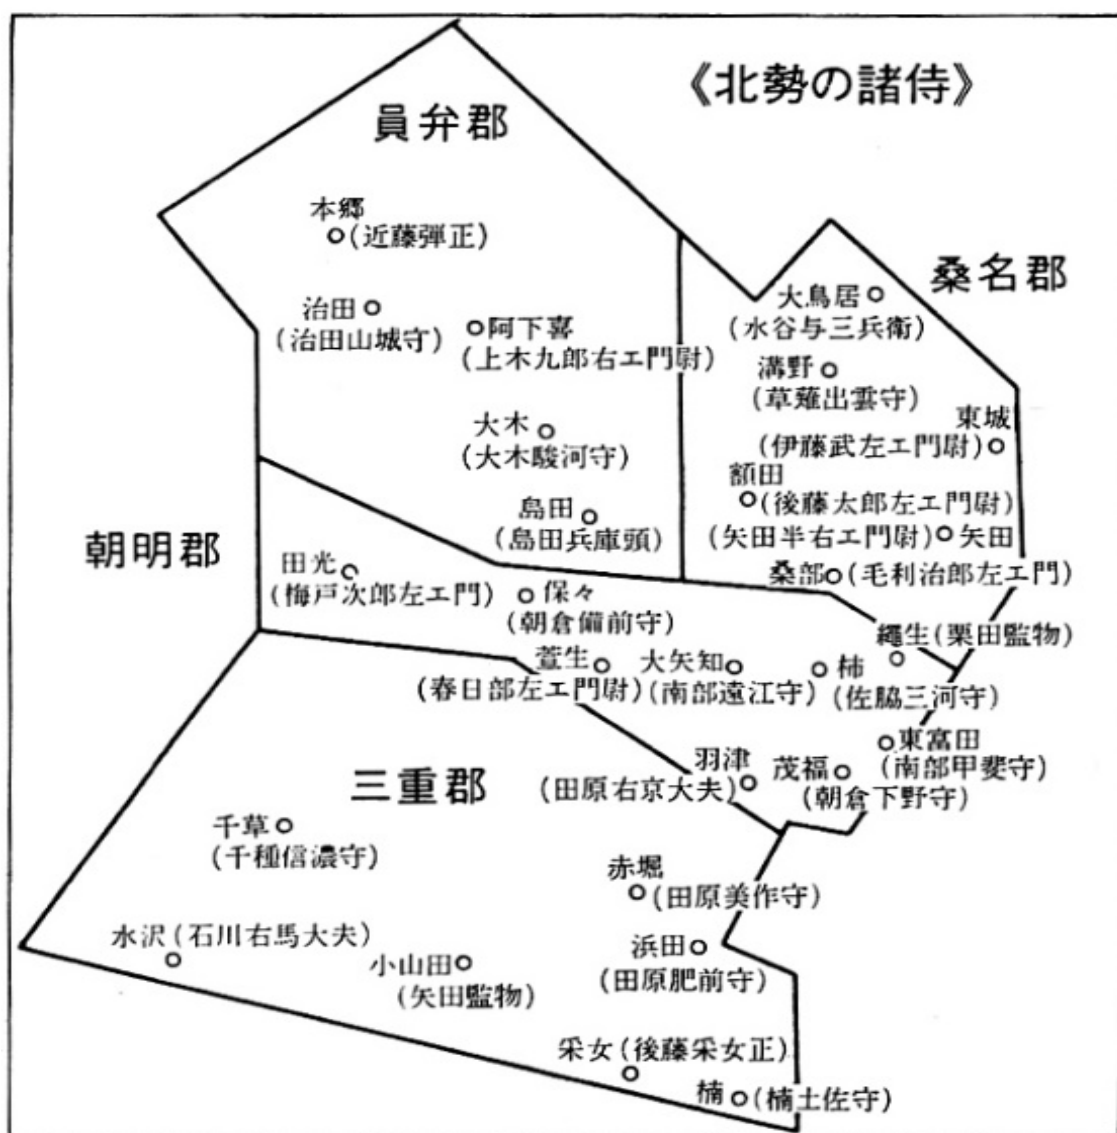 《北勢の諸侍》
員弁郡
本郷
(近藤弾正)
治田
(治田山城守)
阿下喜
(上木九郎右エ門尉)
大木
(大木駿河守)
島田
(島田兵庫頭)
桑名郡
大鳥居
(水谷与三兵衛)
溝野
(草薙出雲守)
東城
(伊藤武左エ門尉)
額田
(後藤太郎左エ門尉)
(矢田半右エ門尉) 矢田
桑部 (毛利治郎左エ門)
朝明郡
田光
(梅戸次郎左エ門)
保々
(朝倉備前守)
縄生(栗田監物)
萱生
(春日部左エ門尉)
大矢知
(南部遠江守)
柿
(佐脇三河守)
東富田
(南部甲斐守)
羽津
(田原右京大夫)
茂福
(朝倉下野守)
三重郡
千草
(千種信濃守)
赤堀
(田原美作守)
水沢(石川右馬大夫)
小山田
(矢田監物)
浜田
(田原肥前守)
采女(後藤采女正)
楠 (楠土佐守)